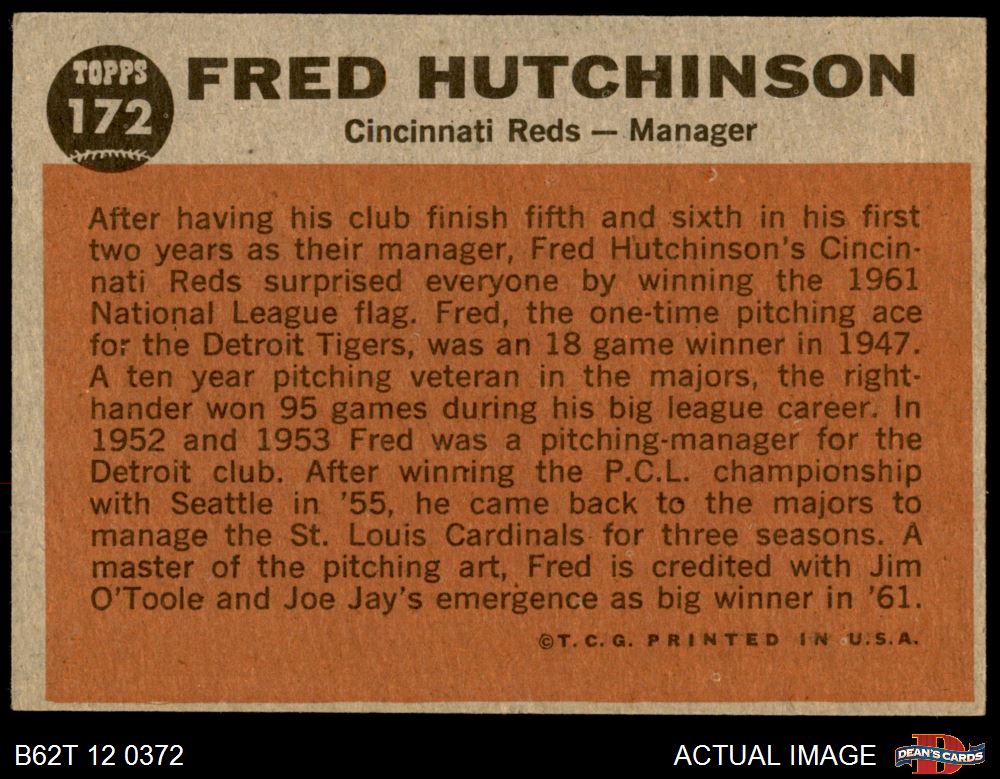 TOPPS
172
FRED HUTCHINSON
Cincinnati Reds — Manager
After having his club finish fifth and sixth in his first
two years as their manager, Fred Hutchinson's Cincin-
nati Reds surprised everyone by winning the 1961
National League flag. Fred, the one-time pitching ace
for the Detroit Tigers, was an 18 game winner in 1947.
A ten year pitching veteran in the majors, the right-
hander won 95 games during his big league career. In
1952 and 1953 Fred was a pitching-manager for the
Detroit club. After winning the P.C.L. championship
with Seattle in '55, he came back to the majors to
manage the St. Louis Cardinals for three seasons. A
master of the pitching art, Fred is credited with Jim
O'Toole and Joe Jay's emergence as big winner in '61.
©T.C.G. PRINTED IN U.S.A.
B62T 12 0372
ACTUAL IMAGE
D
DEAN'S CARDS